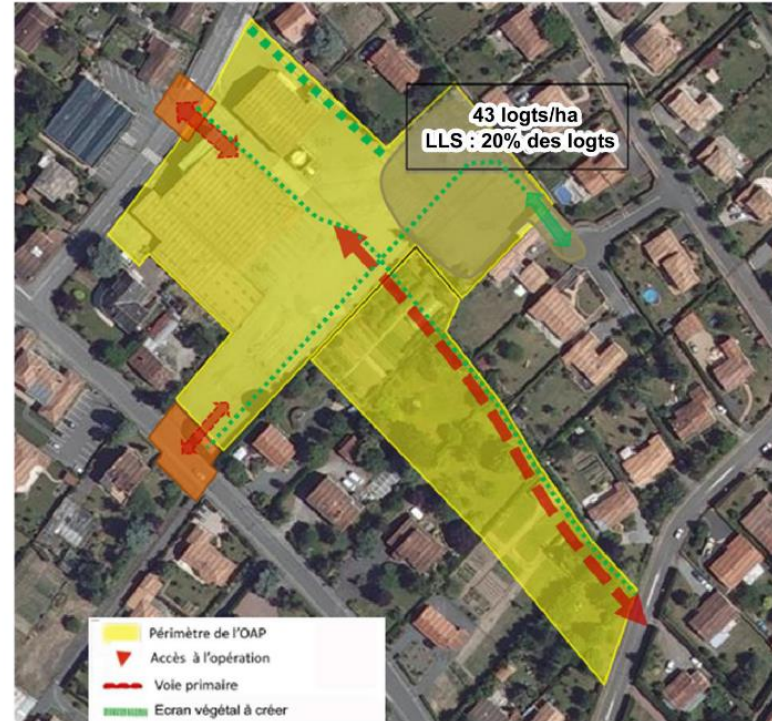 43 logts/ha
LLS : 20% des logts
Périmètre de l'OAP
Accès à l'opération
Voie primaire
Ecran végétal à créer